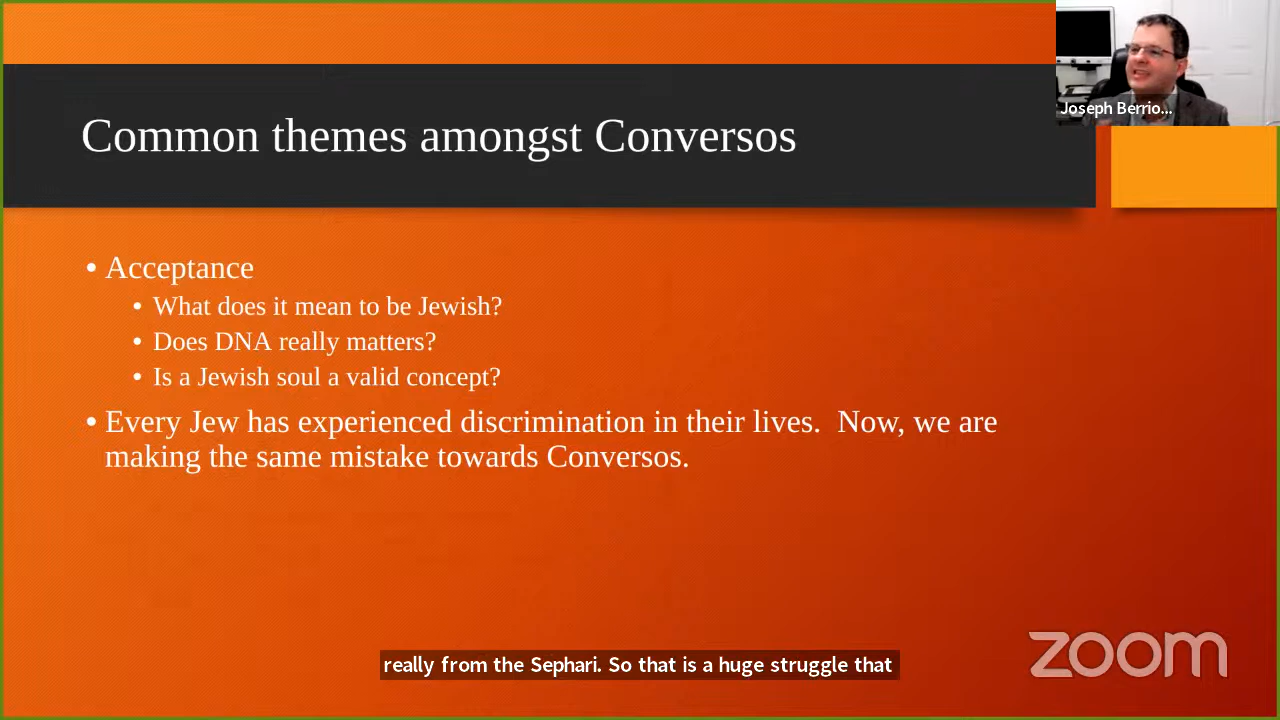 Joseph Berrio...
Common themes amongst Conversos
• Acceptance
• What does it mean to be Jewish?
• Does DNA really matters?
• Is a Jewish soul a valid concept?
• Every Jew has experienced discrimination in their lives.  Now, we are
making the same mistake towards Conversos.
really from the Sephari. So that is a huge struggle that
zoom